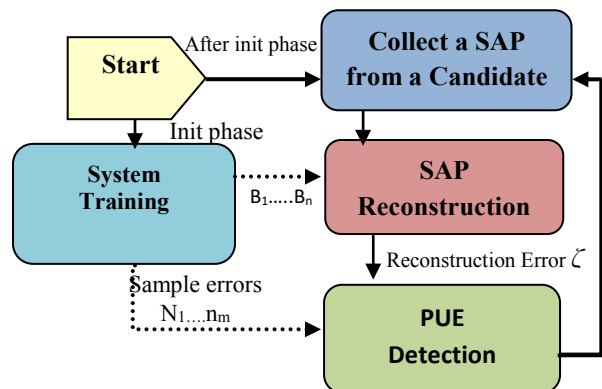 Start
After init phase
Collect a SAP
from a Candidate
Init phase
System
Training
B₁.....Bₙ
SAP
Reconstruction
Reconstruction Error ζ
Sample errors
N₁....nₘ
PUE
Detection